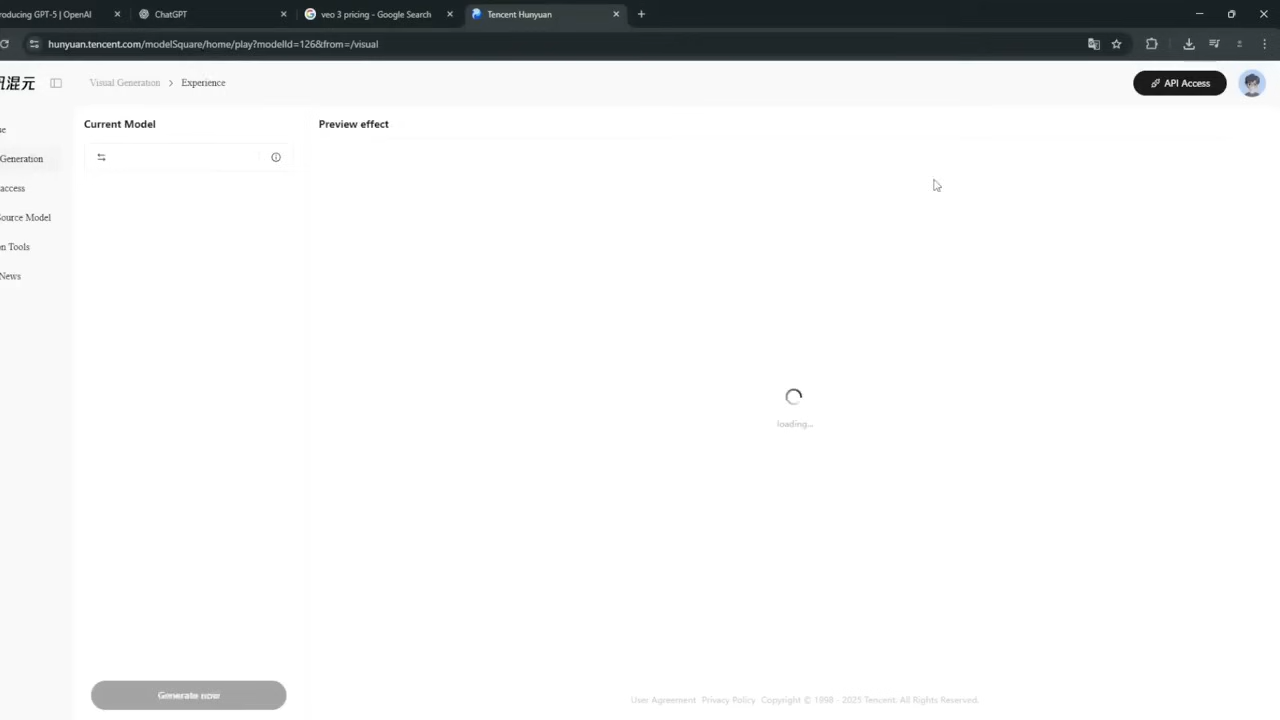 roducing GPT-5 | OpenAI
ChatGPT
veo 3 pricing - Google Search
Tencent Hunyuan
hunyuan.tencent.com/modelSquare/home/play?modelId=126&from=/visual
讯混元
Visual Generation > Experience
API Access
e
Generation
access
Source Model
n Tools
News
Current Model
Preview effect
loading...
Generate now
User Agreement Privacy Policy Copyright © 1998 - 2025 Tencent. All Rights Reserved.